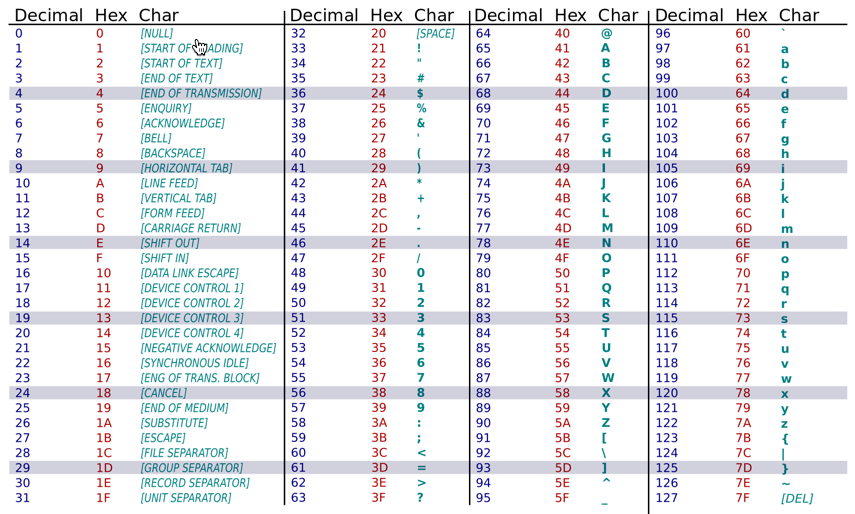 Decimal Hex Char Decimal Hex Char Decimal Hex Char Decimal Hex Char
0 0 [NULL] 32 20 [SPACE] 64 40 @ 96 60 `
1 1 [START OF HEADING] 33 21 ! 65 41 A 97 61 a
2 2 [START OF TEXT] 34 22 " 66 42 B 98 62 b
3 3 [END OF TEXT] 35 23 # 67 43 C 99 63 c
4 4 [END OF TRANSMISSION] 36 24 $ 68 44 D 100 64 d
5 5 [ENQUIRY] 37 25 % 69 45 E 101 65 e
6 6 [ACKNOWLEDGE] 38 26 & 70 46 F 102 66 f
7 7 [BELL] 39 27 ' 71 47 G 103 67 g
8 8 [BACKSPACE] 40 28 ( 72 48 H 104 68 h
9 9 [HORIZONTAL TAB] 41 29 ) 73 49 I 105 69 i
10 A [LINE FEED] 42 2A * 74 4A J 106 6A j
11 B [VERTICAL TAB] 43 2B + 75 4B K 107 6B k
12 C [FORM FEED] 44 2C , 76 4C L 108 6C l
13 D [CARRIAGE RETURN] 45 2D - 77 4D M 109 6D m
14 E [SHIFT OUT] 46 2E . 78 4E N 110 6E n
15 F [SHIFT IN] 47 2F / 79 4F O 111 6F o
16 10 [DATA LINK ESCAPE] 48 30 0 80 50 P 112 70 p
17 11 [DEVICE CONTROL 1] 49 31 1 81 51 Q 113 71 q
18 12 [DEVICE CONTROL 2] 50 32 2 82 52 R 114 72 r
19 13 [DEVICE CONTROL 3] 51 33 3 83 53 S 115 73 s
20 14 [DEVICE CONTROL 4] 52 34 4 84 54 T 116 74 t
21 15 [NEGATIVE ACKNOWLEDGE] 53 35 5 85 55 U 117 75 u
22 16 [SYNCHRONOUS IDLE] 54 36 6 86 56 V 118 76 v
23 17 [ENG OF TRANS. BLOCK] 55 37 7 87 57 W 119 77 w
24 18 [CANCEL] 56 38 8 88 58 X 120 78 x
25 19 [END OF MEDIUM] 57 39 9 89 59 Y 121 79 y
26 1A [SUBSTITUTE] 58 3A : 90 5A Z 122 7A z
27 1B [ESCAPE] 59 3B ; 91 5B [ 123 7B {
28 1C [FILE SEPARATOR] 60 3C < 92 5C \ 124 7C |
29 1D [GROUP SEPARATOR] 61 3D = 93 5D ] 125 7D }
30 1E [RECORD SEPARATOR] 62 3E > 94 5E ^ 126 7E ~
31 1F [UNIT SEPARATOR] 63 3F ? 95 5F _ 127 7F [DEL]